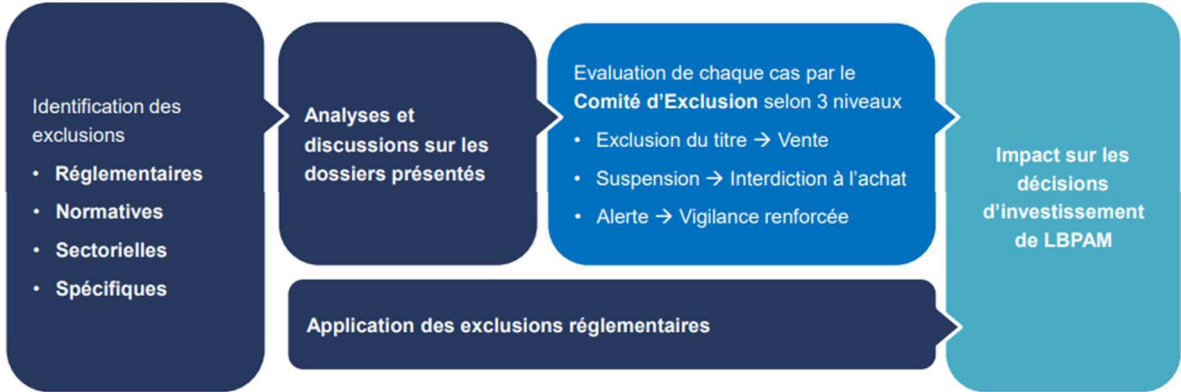 Identification des
exclusions
• Réglementaires
• Normatives
• Sectorielles
• Spécifiques
Analyses et
discussions sur les
dossiers présentés
Evaluation de chaque cas par le
Comité d'Exclusion selon 3 niveaux
• Exclusion du titre → Vente
• Suspension → Interdiction à l'achat
• Alerte → Vigilance renforcée
Application des exclusions réglementaires
Impact sur les
décisions
d'investissement
de LBPAM